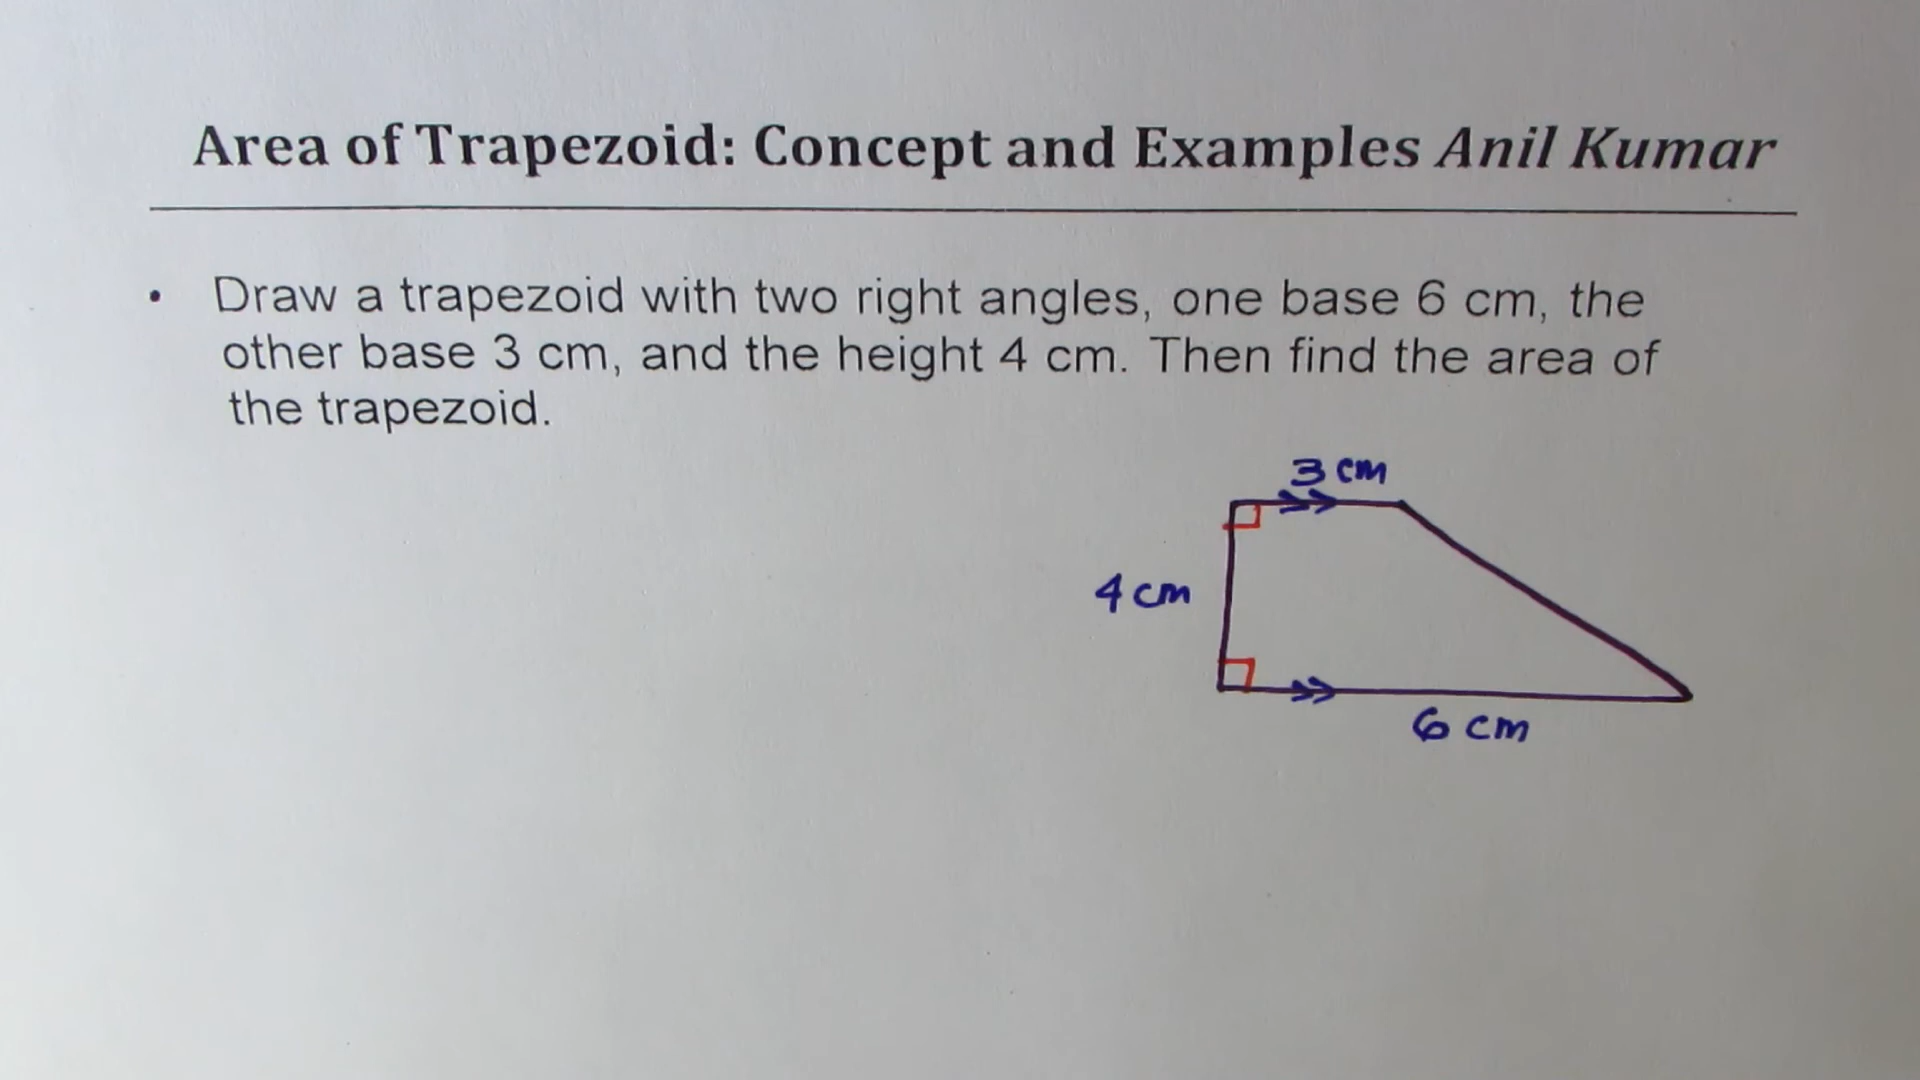 Area of Trapezoid: Concept and Examples Anil Kumar
• Draw a trapezoid with two right angles, one base 6 cm, the
other base 3 cm, and the height 4 cm. Then find the area of
the trapezoid.
3 cm
4 cm
6 cm